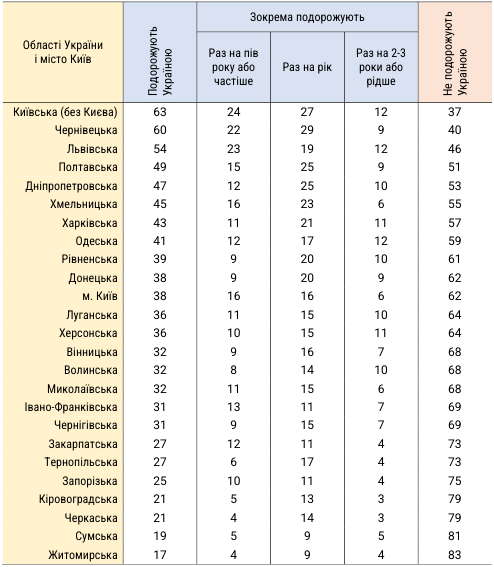 Області України
і місто Київ
Подорожують
Україною
Зокрема подорожують
Раз на пів
року або
частіше
Раз на рік
Раз на 2-3
роки або
рідше
Не подорожують
Україною
Київська (без Києва) 63 24 27 12 37
Чернівецька 60 22 29 9 40
Львівська 54 23 19 12 46
Полтавська 49 15 25 9 51
Дніпропетровська 47 12 25 10 53
Хмельницька 45 16 23 6 55
Харківська 43 11 21 11 57
Одеська 41 12 17 12 59
Рівненська 39 9 20 10 61
Донецька 38 9 20 9 62
м. Київ 38 16 16 6 62
Луганська 36 11 15 10 64
Херсонська 36 10 15 11 64
Вінницька 32 9 16 7 68
Волинська 32 8 14 10 68
Миколаївська 32 11 15 6 68
Івано-Франківська 31 13 11 7 69
Чернігівська 31 9 15 7 69
Закарпатська 27 12 11 4 73
Тернопільська 27 6 17 4 73
Запорізька 25 10 11 4 75
Кіровоградська 21 5 13 3 79
Черкаська 21 4 14 3 79
Сумська 19 5 9 5 81
Житомирська 17 4 9 4 83